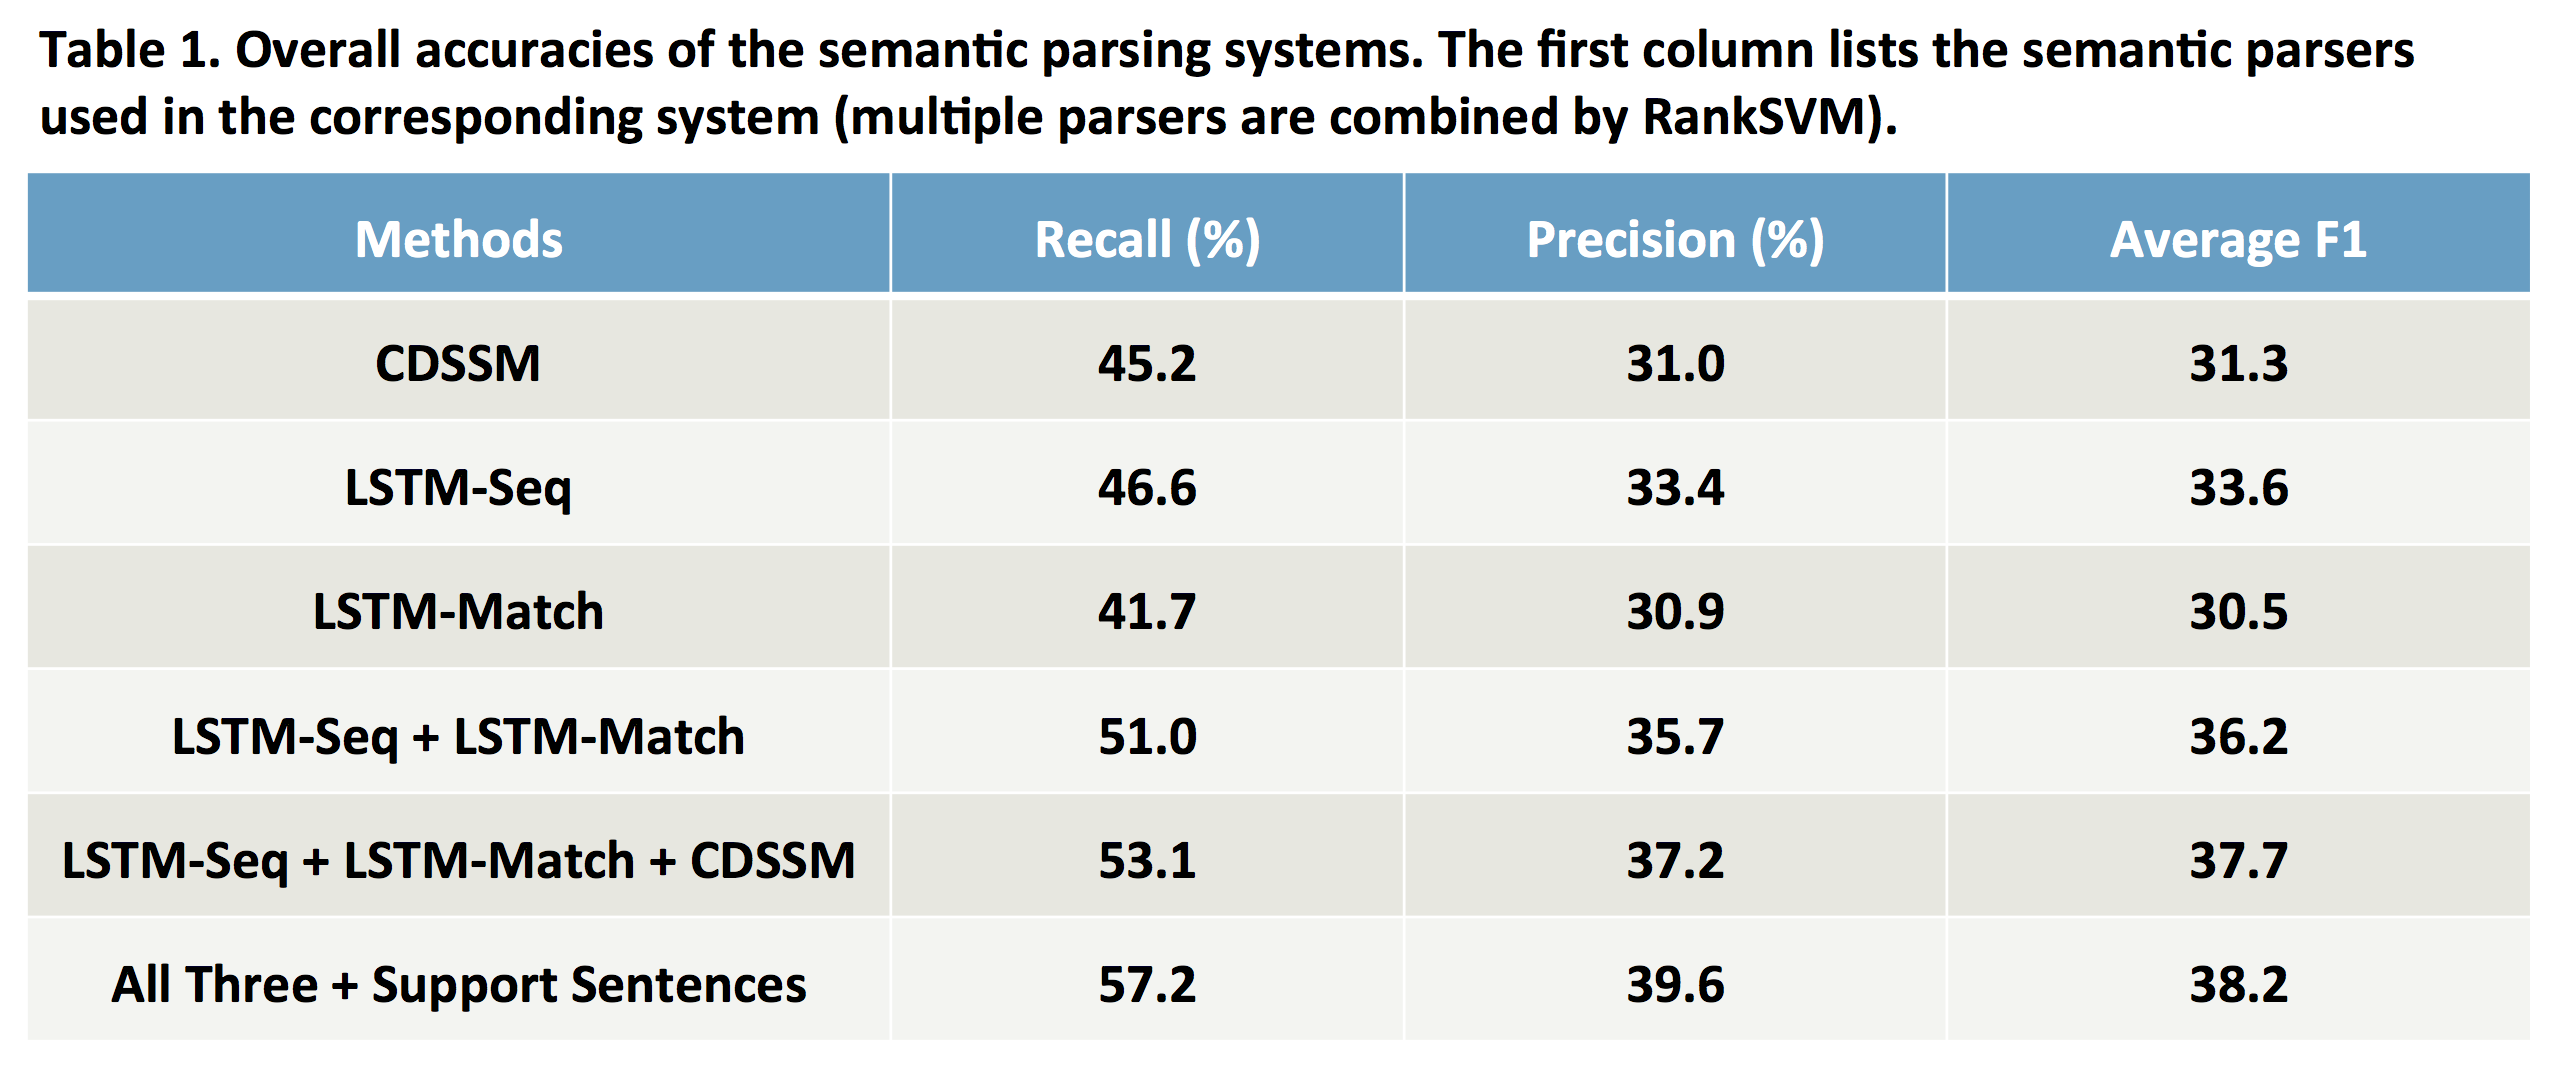 Table 1. Overall accuracies of the semantic parsing systems. The first column lists the semantic parsers
used in the corresponding system (multiple parsers are combined by RankSVM).
Methods Recall (%) Precision (%) Average F1
CDSSM 45.2 31.0 31.3
LSTM-Seq 46.6 33.4 33.6
LSTM-Match 41.7 30.9 30.5
LSTM-Seq + LSTM-Match 51.0 35.7 36.2
LSTM-Seq + LSTM-Match + CDSSM 53.1 37.2 37.7
All Three + Support Sentences 57.2 39.6 38.2